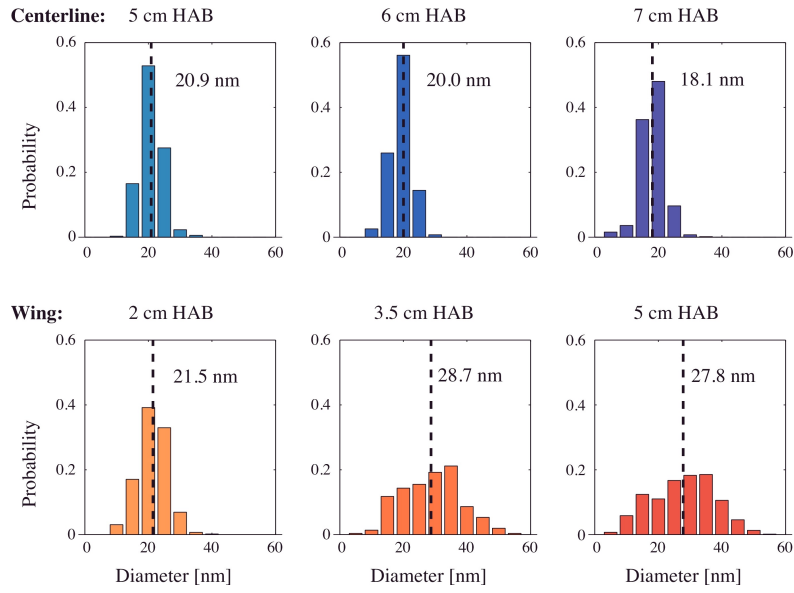 Centerline: 5 cm HAB 6 cm HAB 7 cm HAB
0.6 0.6 0.6
20.9 nm 20.0 nm 18.1 nm
0.4 0.4 0.4
Probability
0.2 0.2 0.2
0 0 0
0 20 40 60 0 20 40 60 0 20 40 60
Wing: 2 cm HAB 3.5 cm HAB 5 cm HAB
0.6 0.6 0.6
21.5 nm 28.7 nm 27.8 nm
0.4 0.4 0.4
Probability
0.2 0.2 0.2
0 0 0
0 20 40 60 0 20 40 60 0 20 40 60
Diameter [nm] Diameter [nm] Diameter [nm]